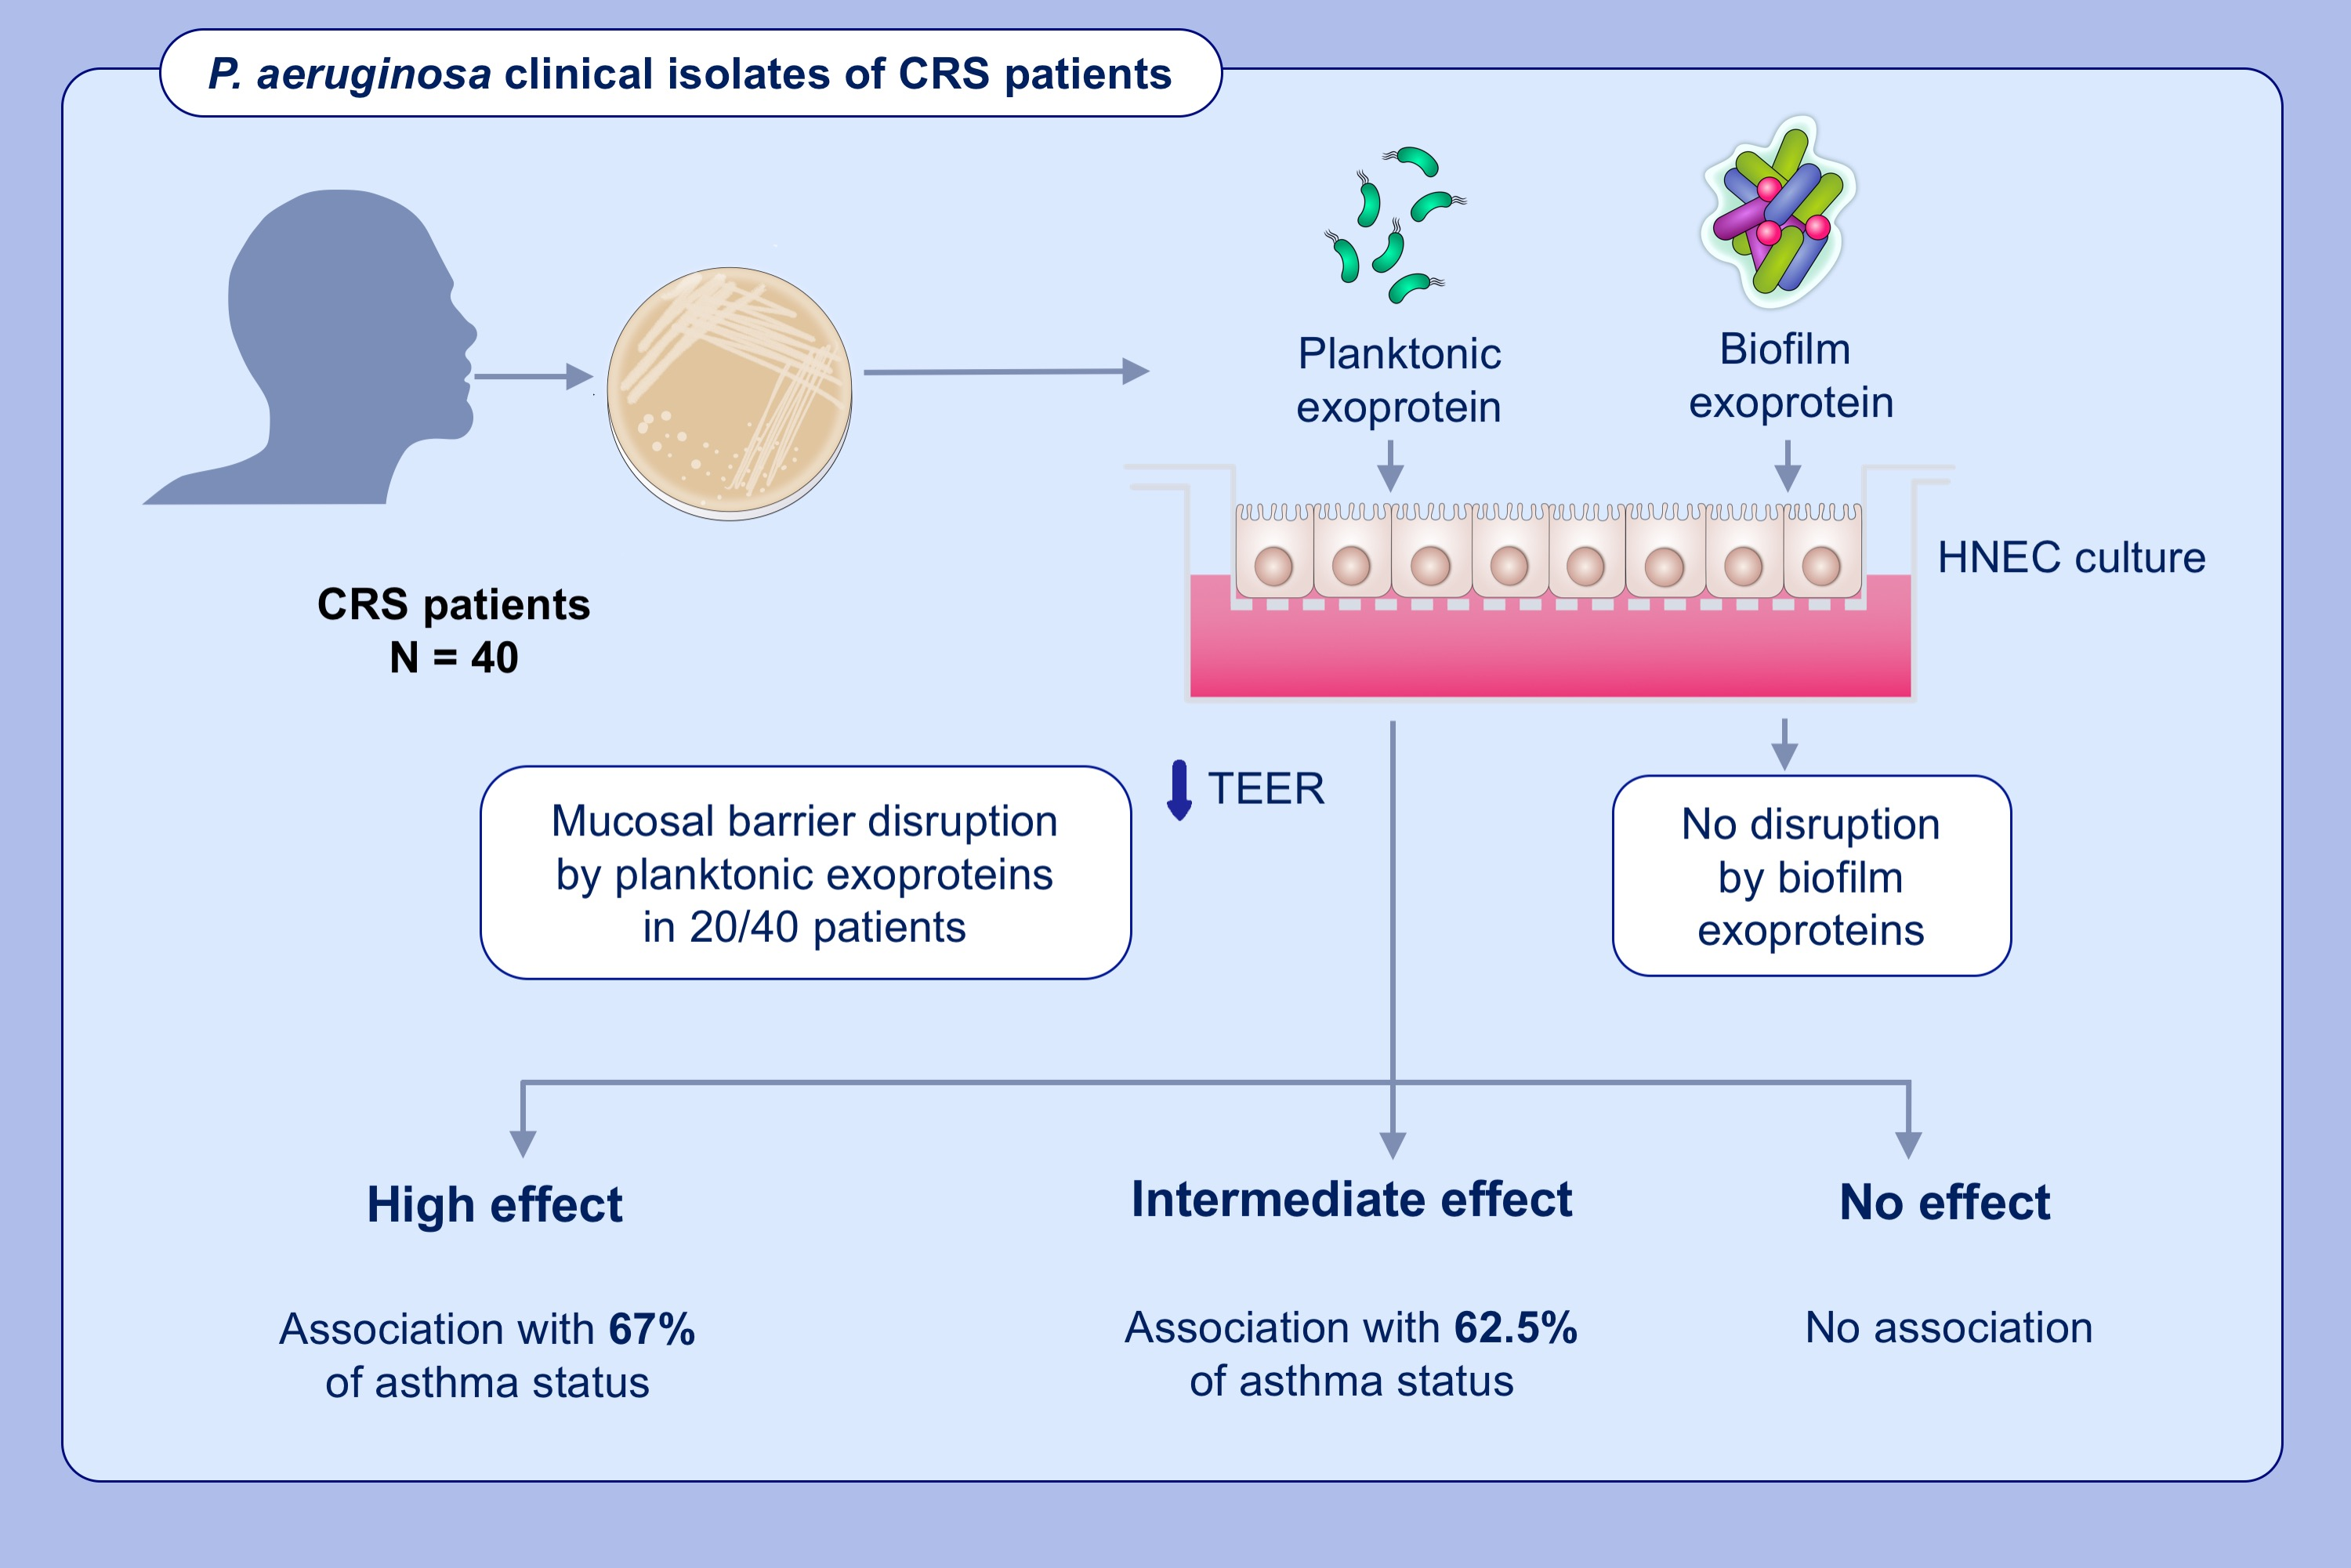 P. aeruginosa clinical isolates of CRS patients
Planktonic
exoprotein
Biofilm
exoprotein
HNEC culture
CRS patients
N = 40
TEER
Mucosal barrier disruption
by planktonic exoproteins
in 20/40 patients
No disruption
by biofilm
exoproteins
High effect
Association with 67%
of asthma status
Intermediate effect
Association with 62.5%
of asthma status
No effect
No association